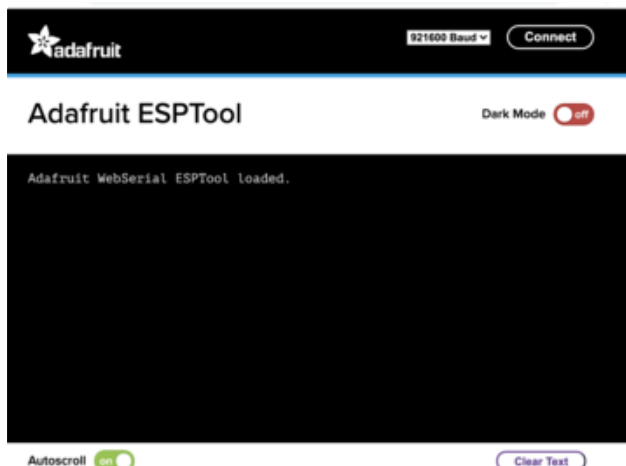 adafruit
921600 Baud
Connect
Adafruit ESPTool
Dark Mode
off
Adafruit WebSerial ESPTool loaded.
Autoscroll
on
Clear Text